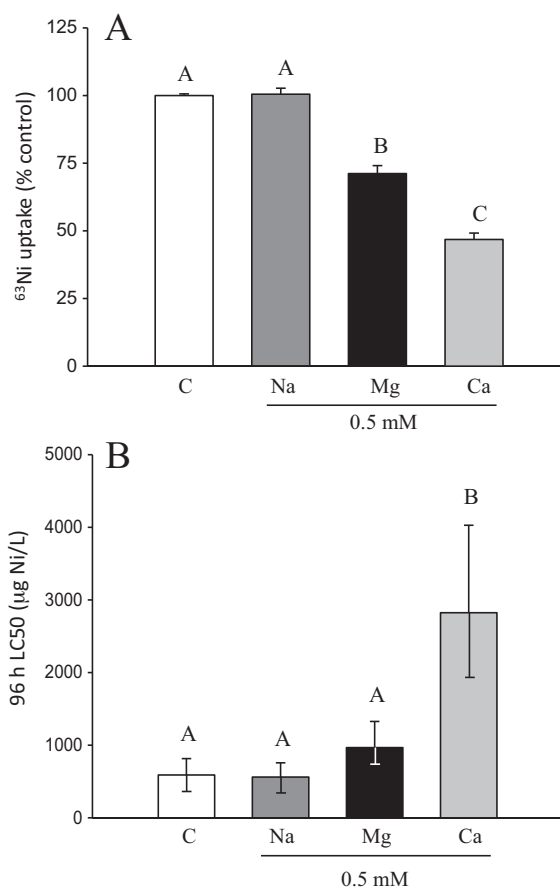 A
125
100
75
50
25
0
⁶³Ni uptake (% control)
A
A
B
C
C
Na
Mg
Ca
0.5 mM
B
5000
4000
3000
2000
1000
0
96 h LC50 (µg Ni/L)
A
A
A
B
C
Na
Mg
Ca
0.5 mM